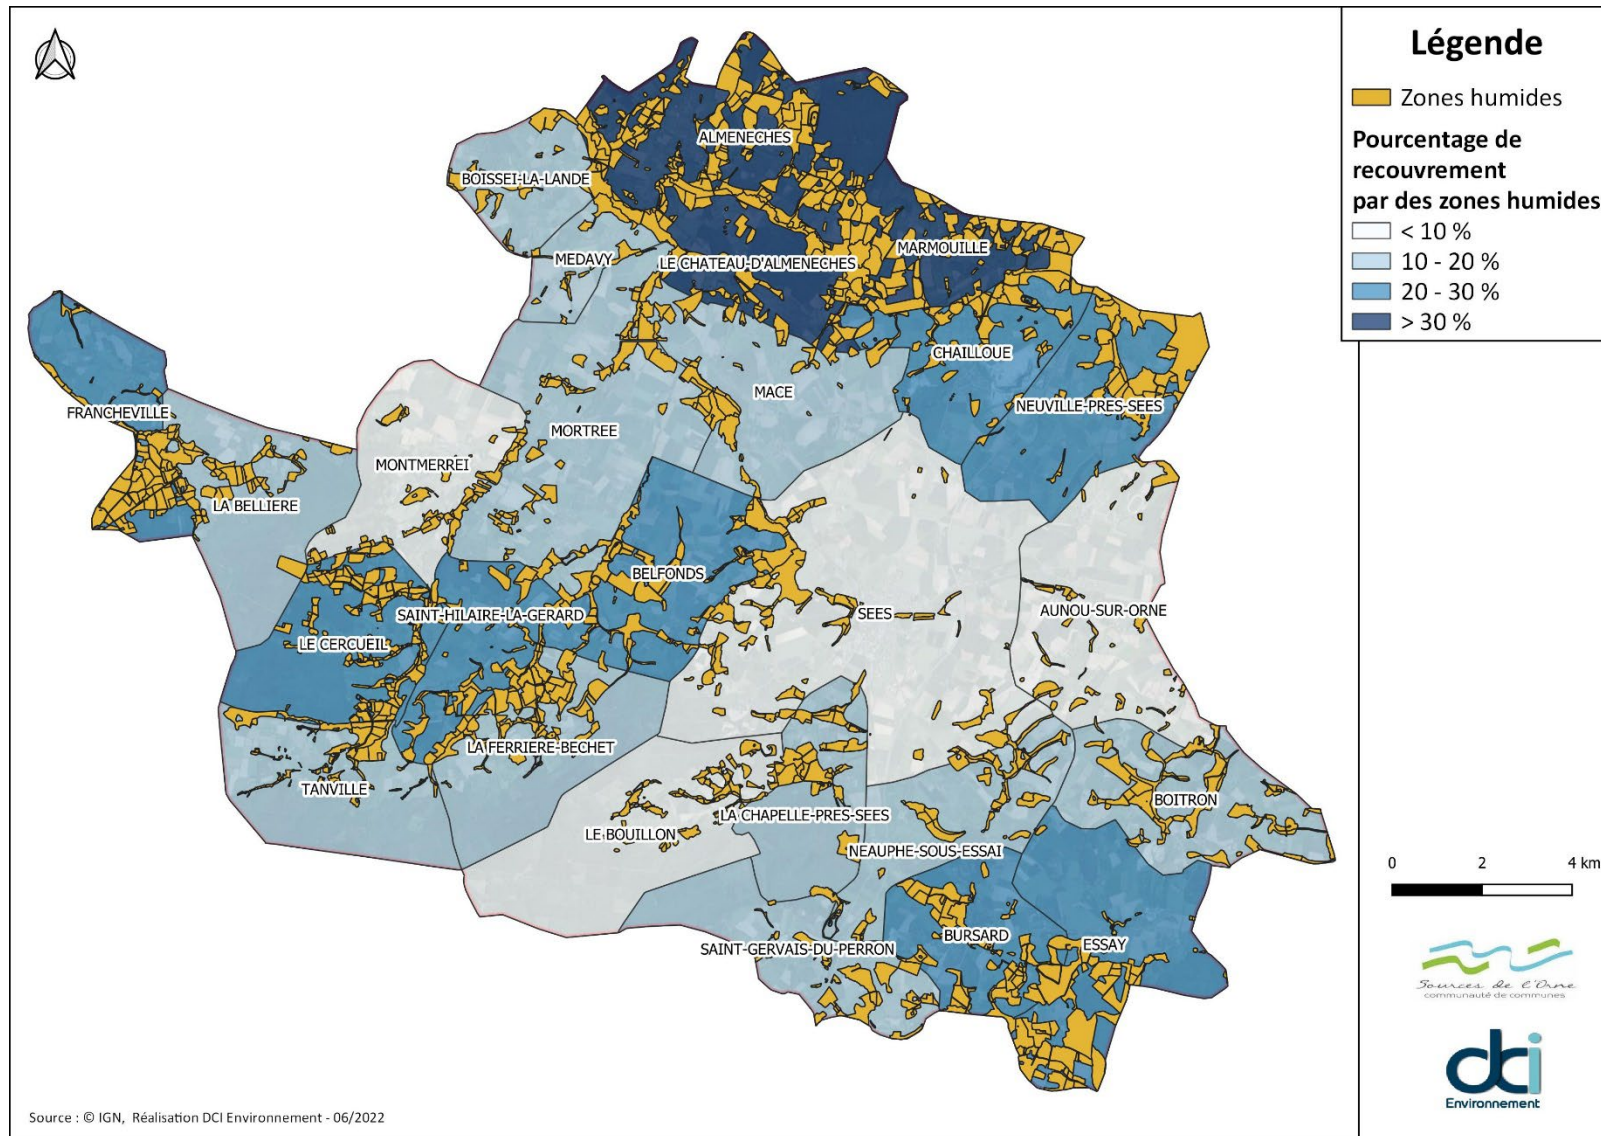 Légende
Zones humides
Pourcentage de
recouvrement
par des zones humides
< 10 %
10 - 20 %
20 - 30 %
> 30 %
ALMENECHES
BOISSEI-LA-LANDE
MARMOUILLE
MEDAVY
LE CHATEAU-D'ALMENECHES
CHAILLOUE
MACE
NEUVILLE-PRES-SEES
FRANCHEVILLE
MORTREE
MONTMERREI
LA BELLIERE
BELFONDS
SAINT-HILAIRE-LA-GERARD
SEES
AUNOU-SUR-ORNE
LE CERCUEIL
LA FERRIERE-BECHET
TANVILLE
BOITRON
LA CHAPELLE-PRES-SEES
LE BOUILLON
NEAUPHE-SOUS-ESSAI
BURSARD
ESSAY
SAINT-GERVAIS-DU-PERRON
0 2 4 km
Sources de l'Orne
communauté de communes
dci
Environnement
Source : © IGN, Réalisation DCI Environnement - 06/2022